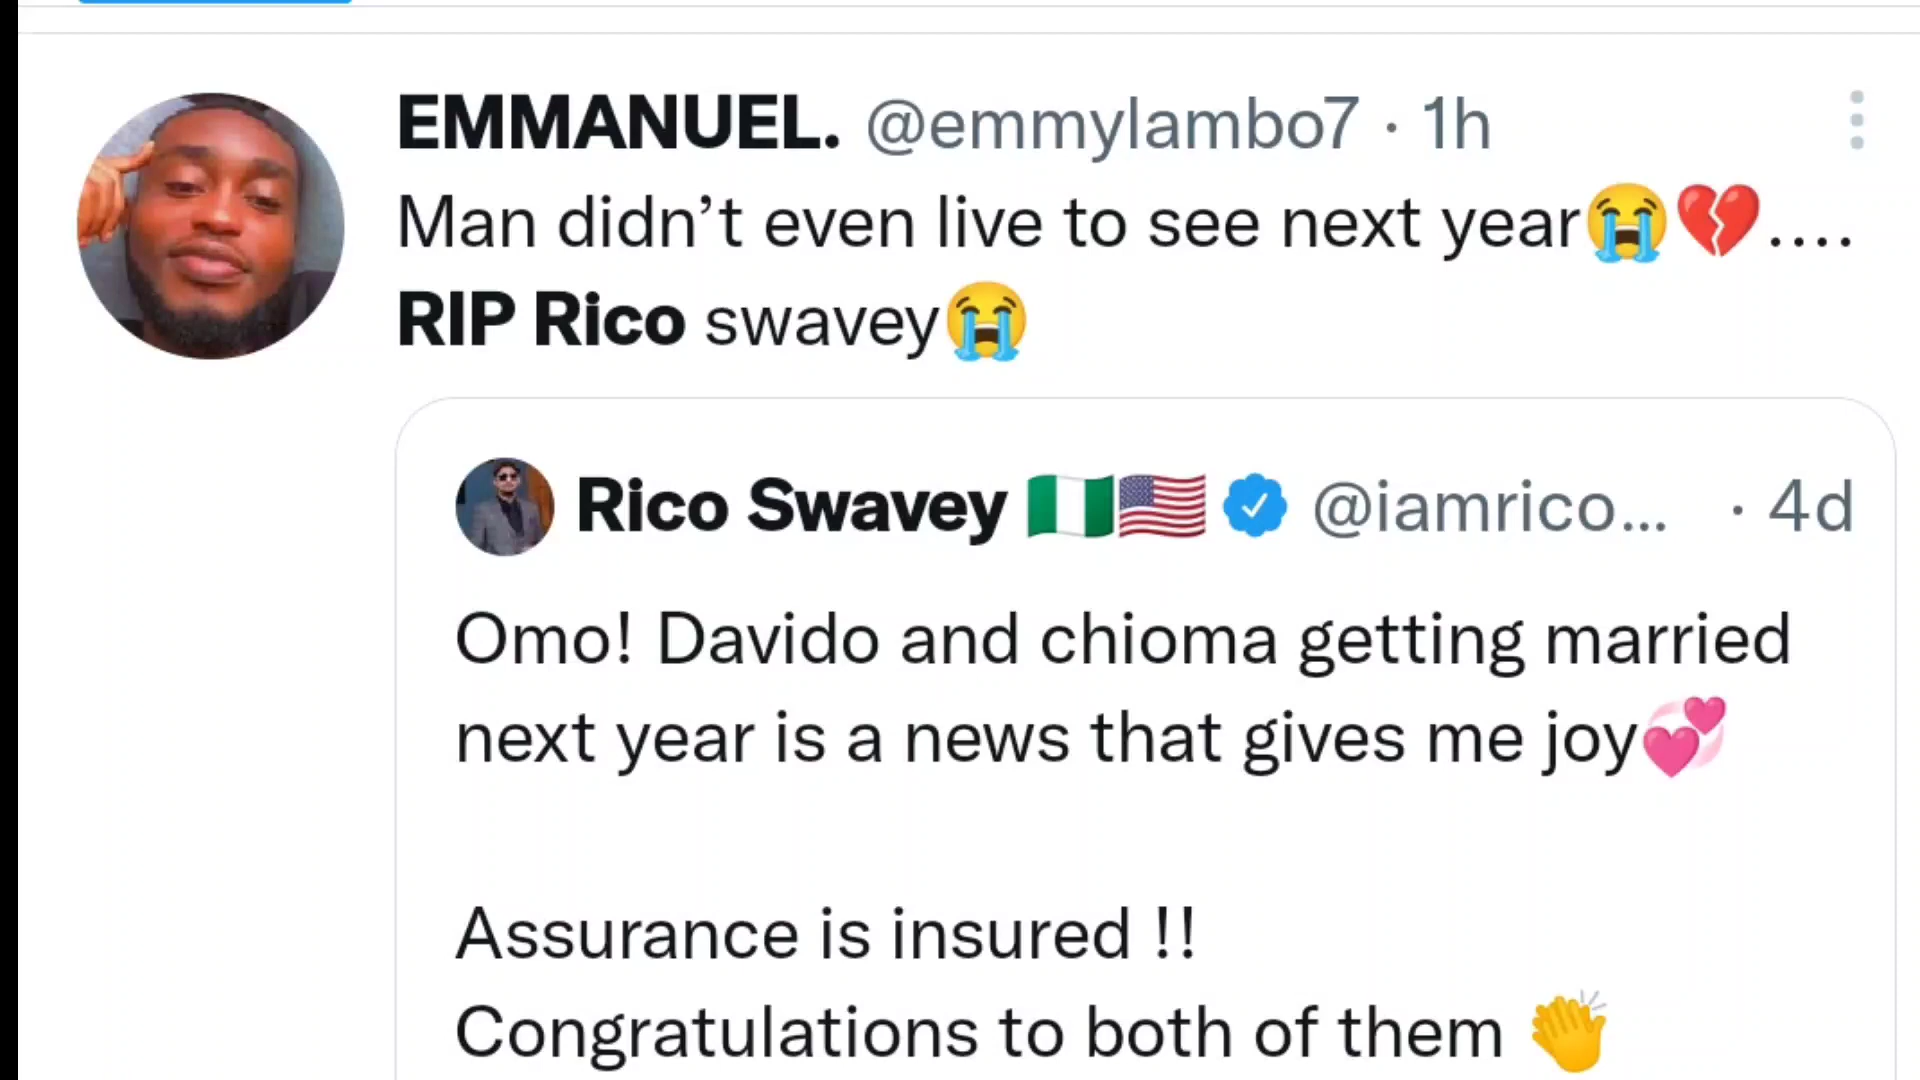 EMMANUEL. @emmylambo7 · 1h
Man didn’t even live to see next year😭💔....
RIP Rico swavey😭
Rico Swavey 🇳🇬🇺🇸 @iamrico... · 4d
Omo! Davido and chioma getting married
next year is a news that gives me joy💞
Assurance is insured !!
Congratulations to both of them 👏